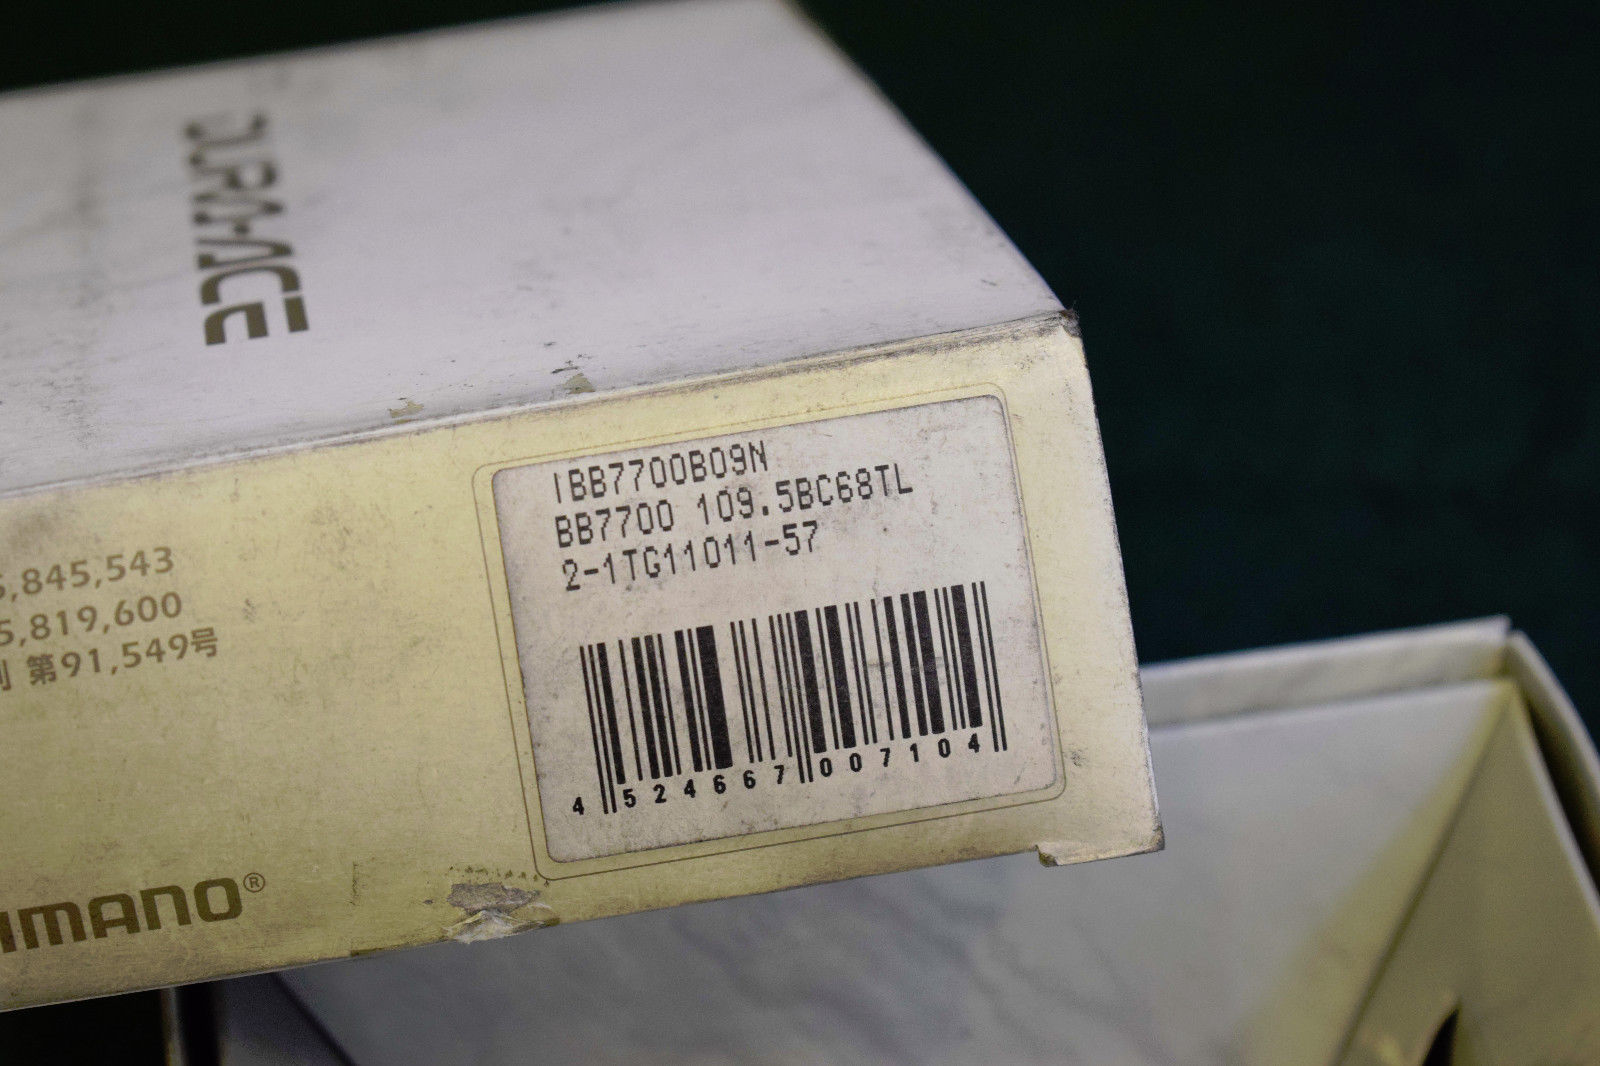 DURA-ACE
IBB7700B09N
BB7700 109.5BC68TL
2-1TG11011-57
4 524667 007104
5,845,543
5,819,600
第91,549号
IMANO®